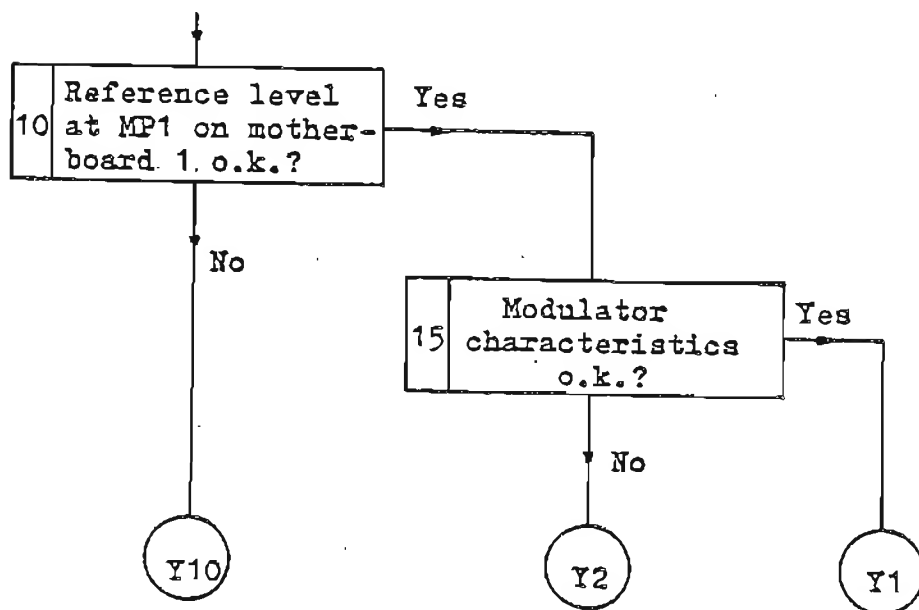 10
Reference level
at MP1 on mother-
board 1. o.k.?
Yes
No
15
Modulator
characteristics
o.k.?
Yes
No
Y10
Y2
Y1